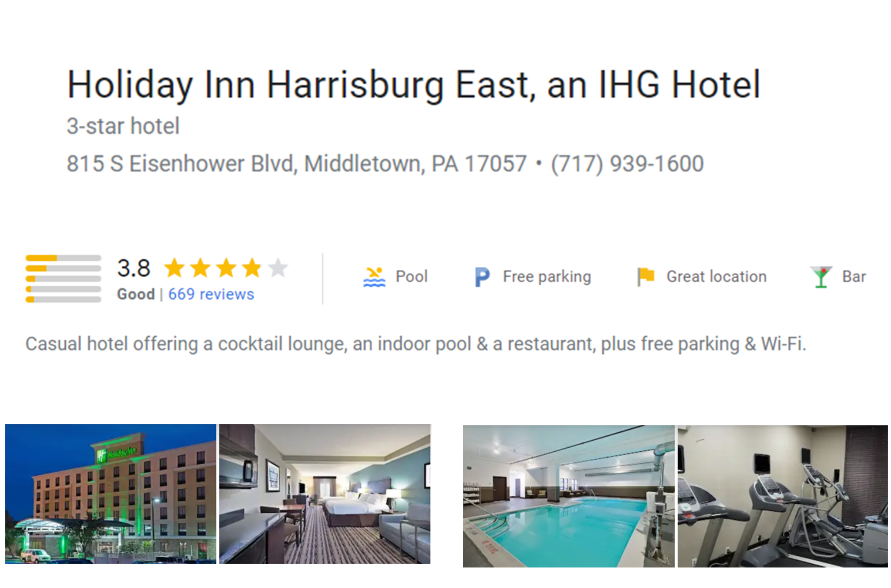 Holiday Inn Harrisburg East, an IHG Hotel
3-star hotel
815 S Eisenhower Blvd, Middletown, PA 17057 • (717) 939-1600
3.8
Good | 669 reviews
Pool
P Free parking
Great location
Bar
Casual hotel offering a cocktail lounge, an indoor pool & a restaurant, plus free parking & Wi-Fi.
Holiday Inn